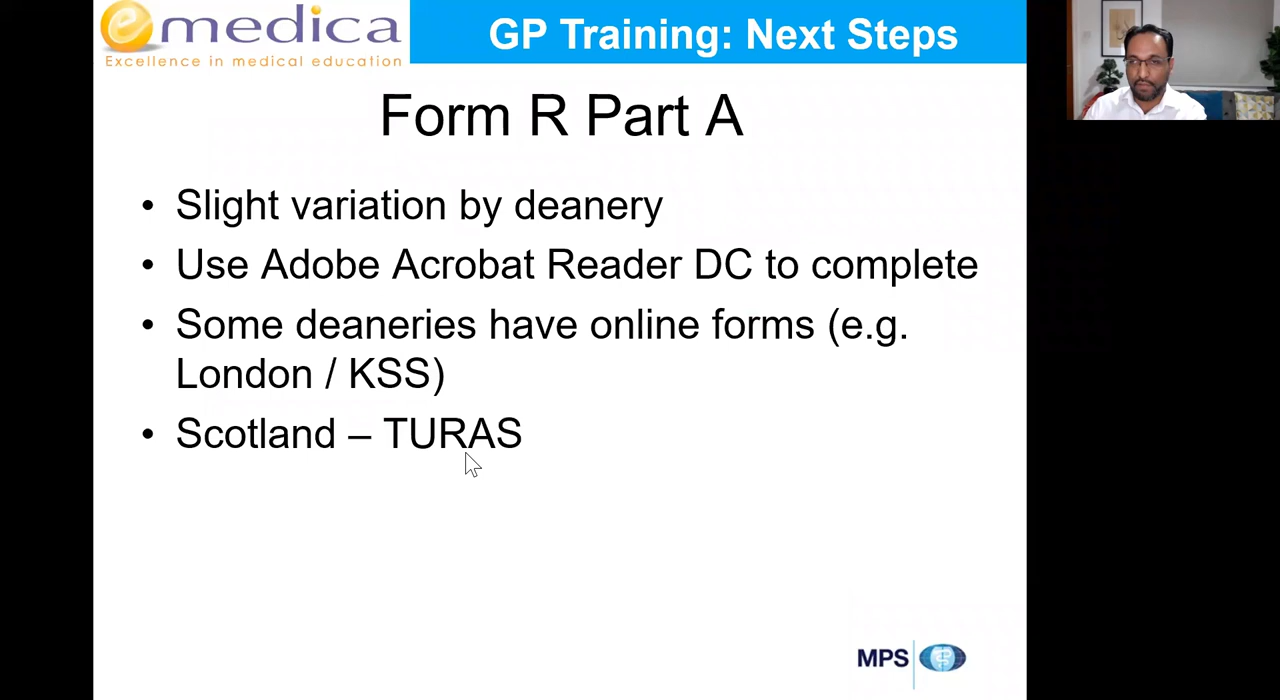 emedica
Excellence in medical education
GP Training: Next Steps
Form R Part A
• Slight variation by deanery
• Use Adobe Acrobat Reader DC to complete
• Some deaneries have online forms (e.g.
London / KSS)
• Scotland – TURAS
MPS